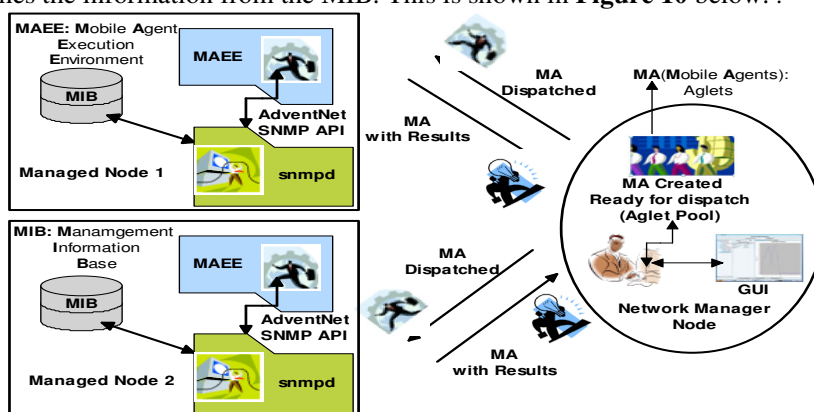 nes the information from the MIB. This is shown in Figure 10 below. .
MAEE: Mobile Agent
Execution
Environment
MAEE
MIB
AdventNet
SNMP API
Managed Node 1
snmpd
MIB: Manamgement
Information
Base
MAEE
MIB
AdventNet
SNMP API
Managed Node 2
snmpd
MA
Dispatched
MA
with Results
MA
Dispatched
MA
with Results
MA(Mobile Agents):
Aglets
MA Created
Ready for dispatch
(Aglet Pool)
GUI
Network Manager
Node